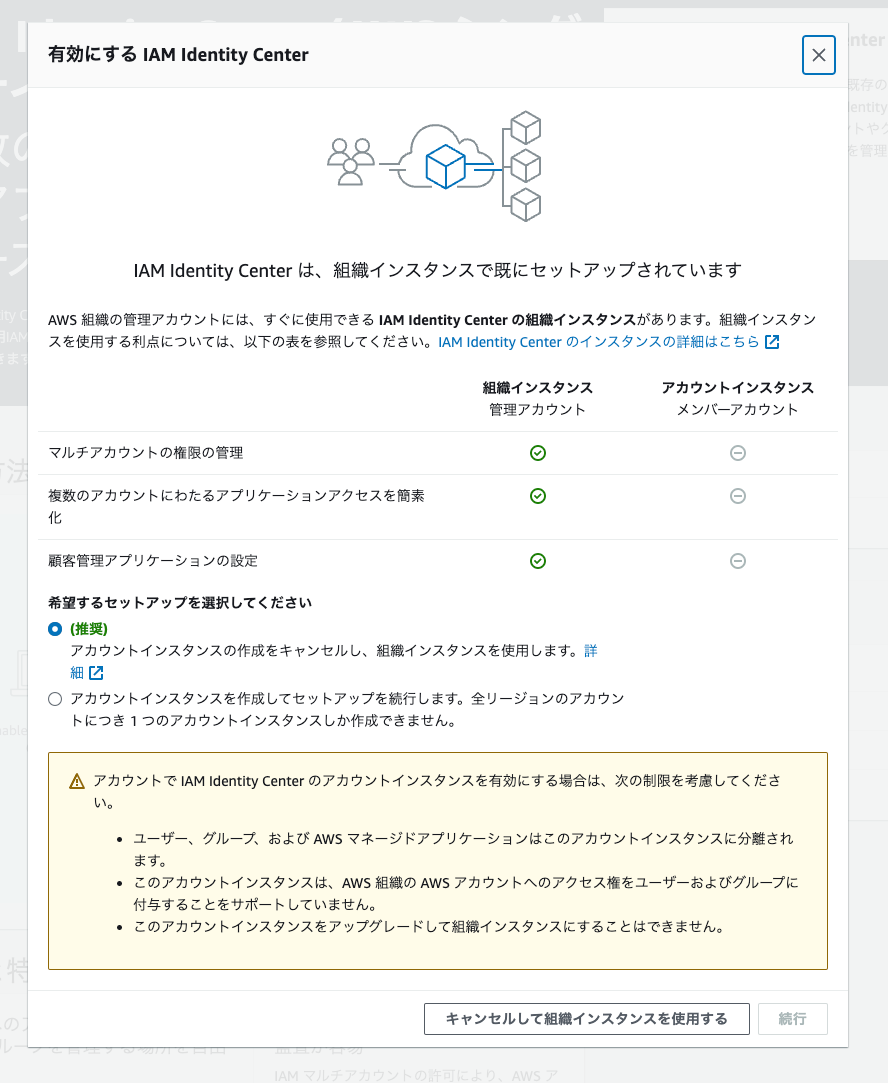 有効にする IAM Identity Center
IAM Identity Center は、組織インスタンスで既にセットアップされています
AWS 組織の管理アカウントには、すぐに使用できる IAM Identity Center の組織インスタンスがあります。組織インスタン
スを使用する利点については、以下の表を参照してください。IAM Identity Center のインスタンスの詳細はこちら
組織インスタンス アカウントインスタンス
管理アカウント メンバーアカウント
マルチアカウントの権限の管理
複数のアカウントにわたるアプリケーションアクセスを簡素
化
顧客管理アプリケーションの設定
希望するセットアップを選択してください
(推奨)
アカウントインスタンスの作成をキャンセルし、組織インスタンスを使用します。詳
細
アカウントインスタンスを作成してセットアップを続行します。全リージョンのアカウン
トにつき 1 つのアカウントインスタンスしか作成できません。
アカウントで IAM Identity Center のアカウントインスタンスを有効にする場合は、次の制限を考慮してくださ
い。
• ユーザー、グループ、および AWS マネージドアプリケーションはこのアカウントインスタンスに分離され
ます。
• このアカウントインスタンスは、AWS 組織の AWS アカウントへのアクセス権をユーザーおよびグループに
付与することをサポートしていません。
• このアカウントインスタンスをアップグレードして組織インスタンスにすることはできません。
キャンセルして組織インスタンスを使用する 続行
IAM マルチアカウントの許可により、AWS ア